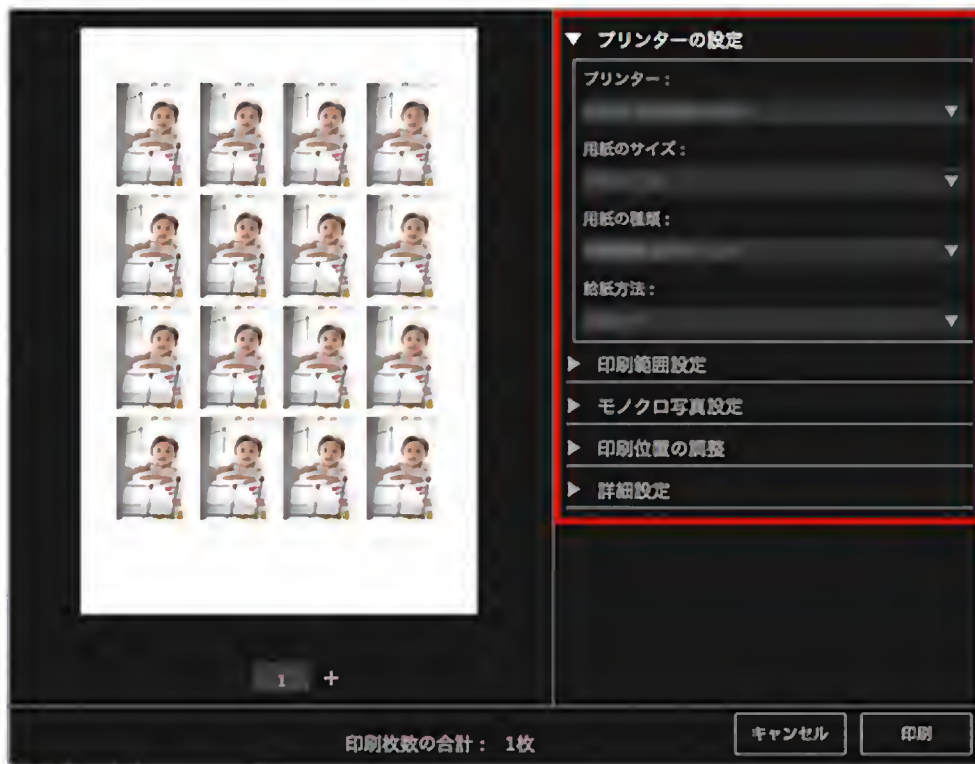 プリンターの設定
プリンター：
用紙のサイズ：
用紙の種類：
給紙方法：
印刷範囲設定
モノクロ写真設定
印刷位置の調整
詳細設定
1 +
印刷枚数の合計： 1枚
キャンセル
印刷